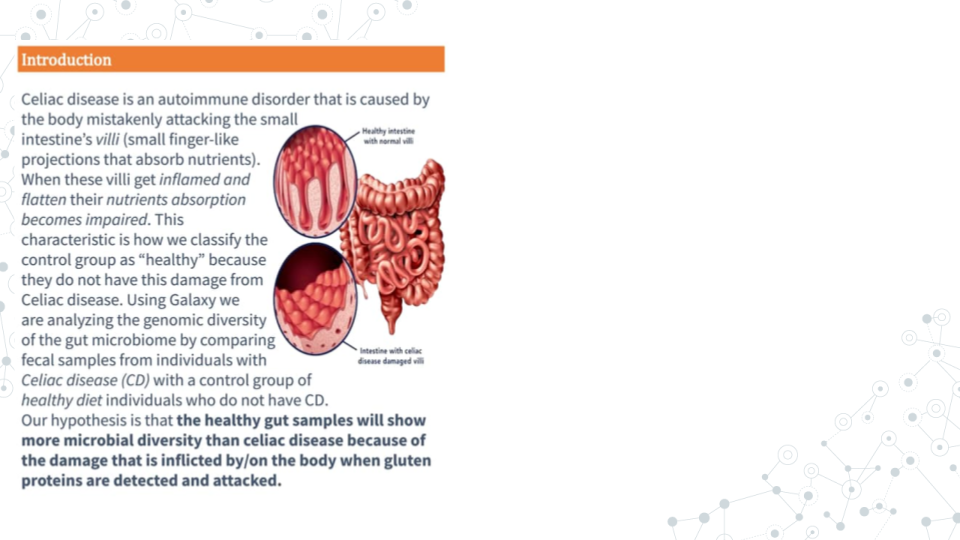 Introduction
Celiac disease is an autoimmune disorder that is caused by
the body mistakenly attacking the small
intestine's villi (small finger-like
projections that absorb nutrients).
When these villi get inflamed and
flatten their nutrients absorption
becomes impaired. This
characteristic is how we classify the
control group as “healthy” because
they do not have this damage from
Celiac disease. Using Galaxy we
are analyzing the genomic diversity
of the gut microbiome by comparing
fecal samples from individuals with
Celiac disease (CD) with a control group of
healthy diet individuals who do not have CD.
Our hypothesis is that the healthy gut samples will show
more microbial diversity than celiac disease because of
the damage that is inflicted by/on the body when gluten
proteins are detected and attacked.
Healthy intestine
with normal villi
Intestine with celiac
disease damaged villi